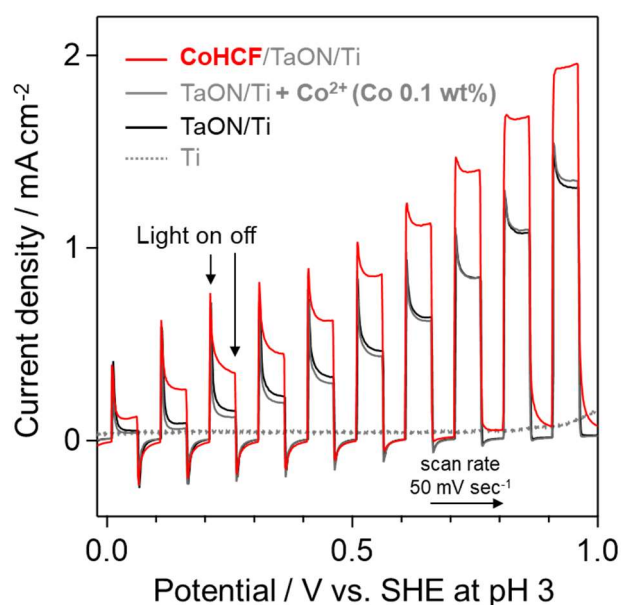 2
CoHCF/TaON/Ti
TaON/Ti + Co²⁺ (Co 0.1 wt%)
TaON/Ti
Ti
Light on off
1
0
scan rate
50 mV sec⁻¹
0.0
0.5
1.0
Current density / mA cm⁻²
Potential / V vs. SHE at pH 3